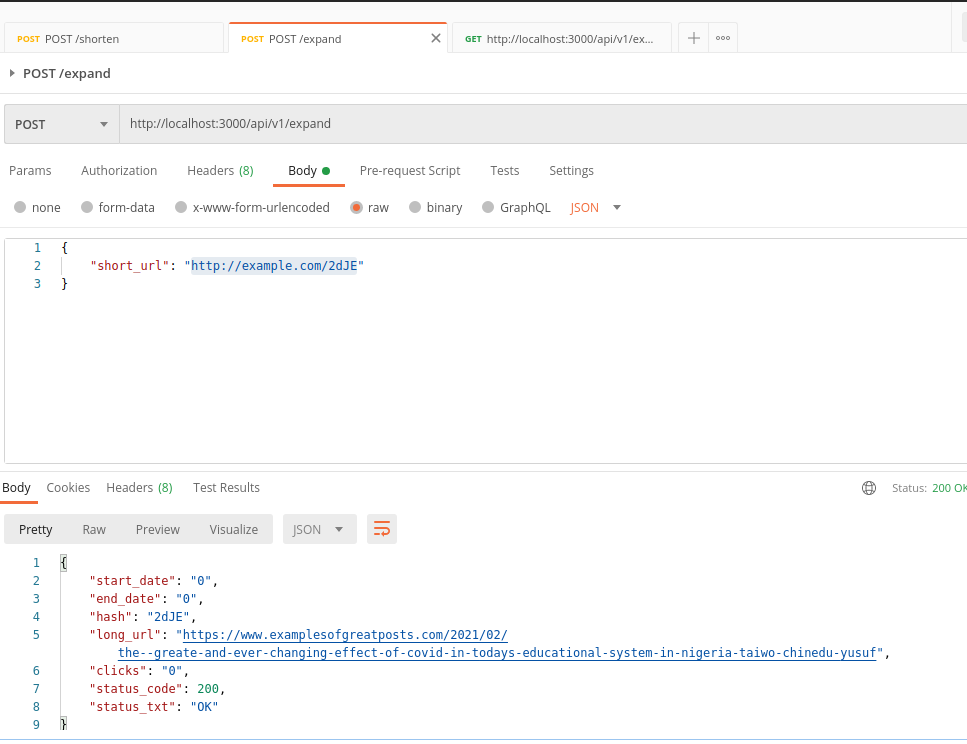 POST POST /shorten
POST POST /expand
GET http://localhost:3000/api/v1/ex...
POST /expand
POST http://localhost:3000/api/v1/expand
Params Authorization Headers (8) Body Pre-request Script Tests Settings
none form-data x-www-form-urlencoded raw binary GraphQL JSON
1 {
2 "short_url": "http://example.com/2dJE"
3 }
Body Cookies Headers (8) Test Results Status: 200 OK
Pretty Raw Preview Visualize JSON
1 {
2 "start_date": "0",
3 "end_date": "0",
4 "hash": "2dJE",
5 "long_url": "https://www.examplesofgreatposts.com/2021/02/
the--greate-and-ever-changing-effect-of-covid-in-todays-educational-system-in-nigeria-taiwo-chinedu-yusuf",
6 "clicks": "0",
7 "status_code": 200,
8 "status_txt": "OK"
9 }